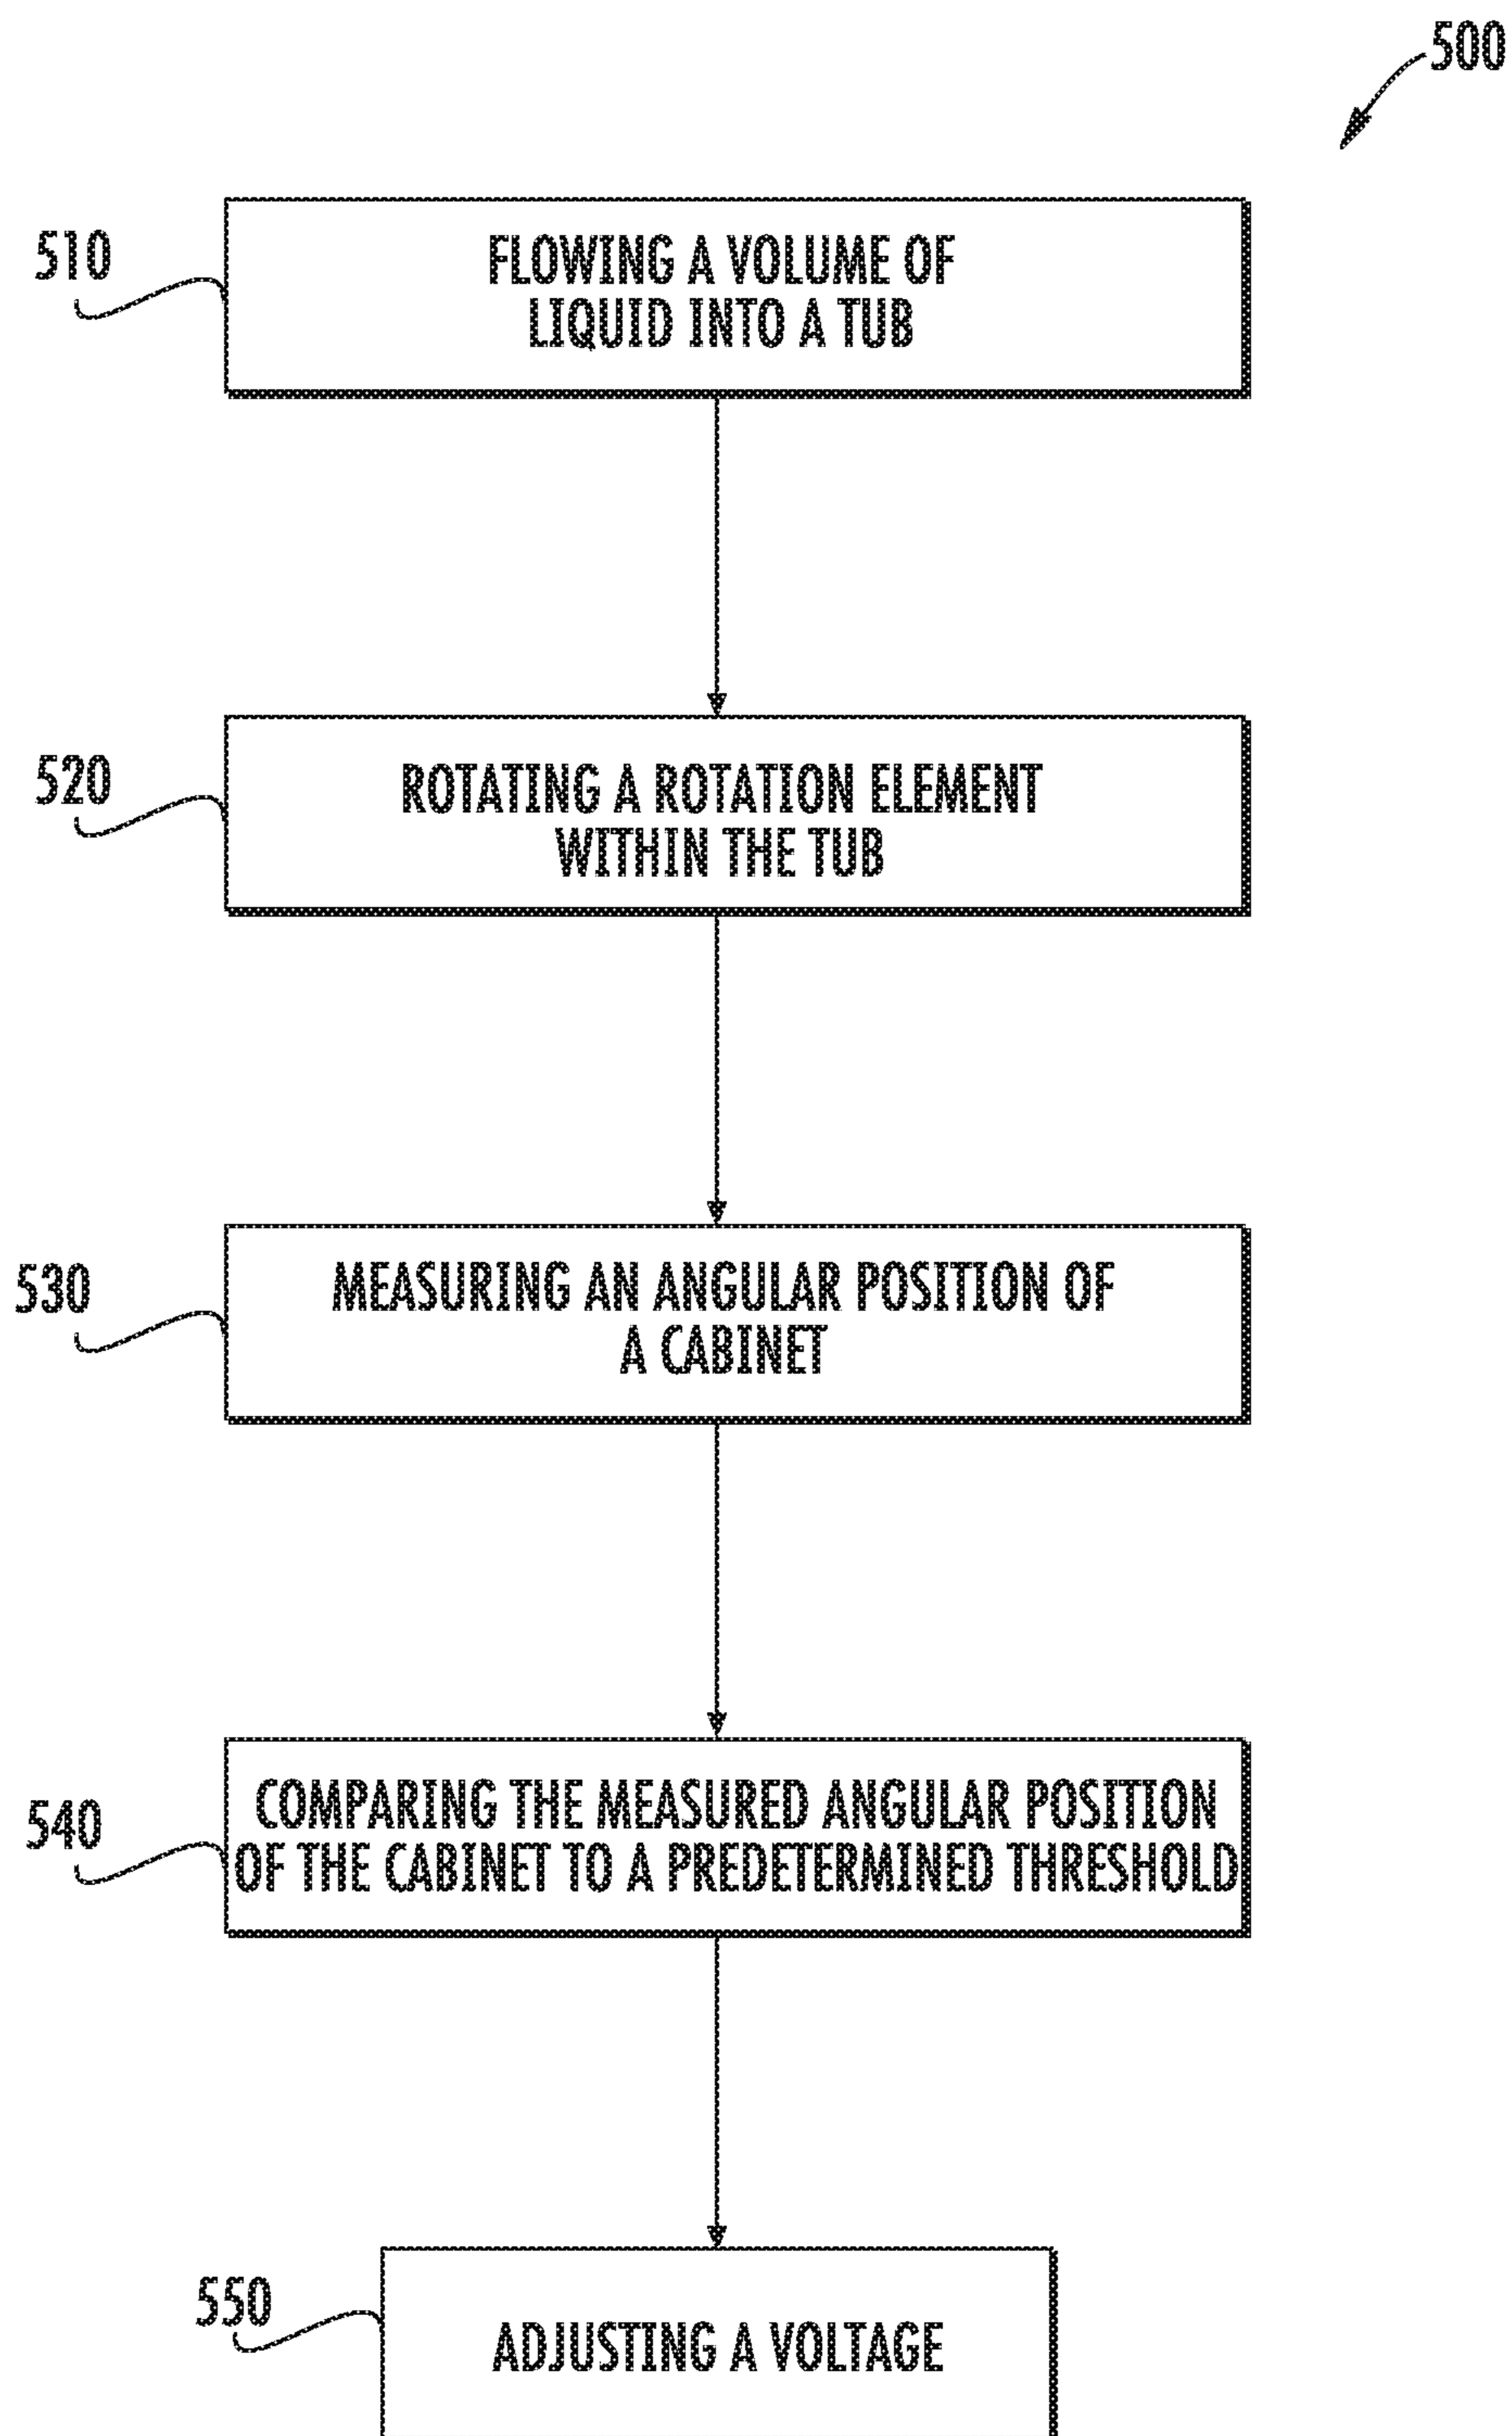 500
510
FLOWING A VOLUME OF
LIQUID INTO A TUB
520
ROTATING A ROTATION ELEMENT
WITHIN THE TUB
530
MEASURING AN ANGULAR POSITION OF
A CABINET
540
COMPARING THE MEASURED ANGULAR POSITION
OF THE CABINET TO A PREDETERMINED THRESHOLD
550
ADJUSTING A VOLTAGE